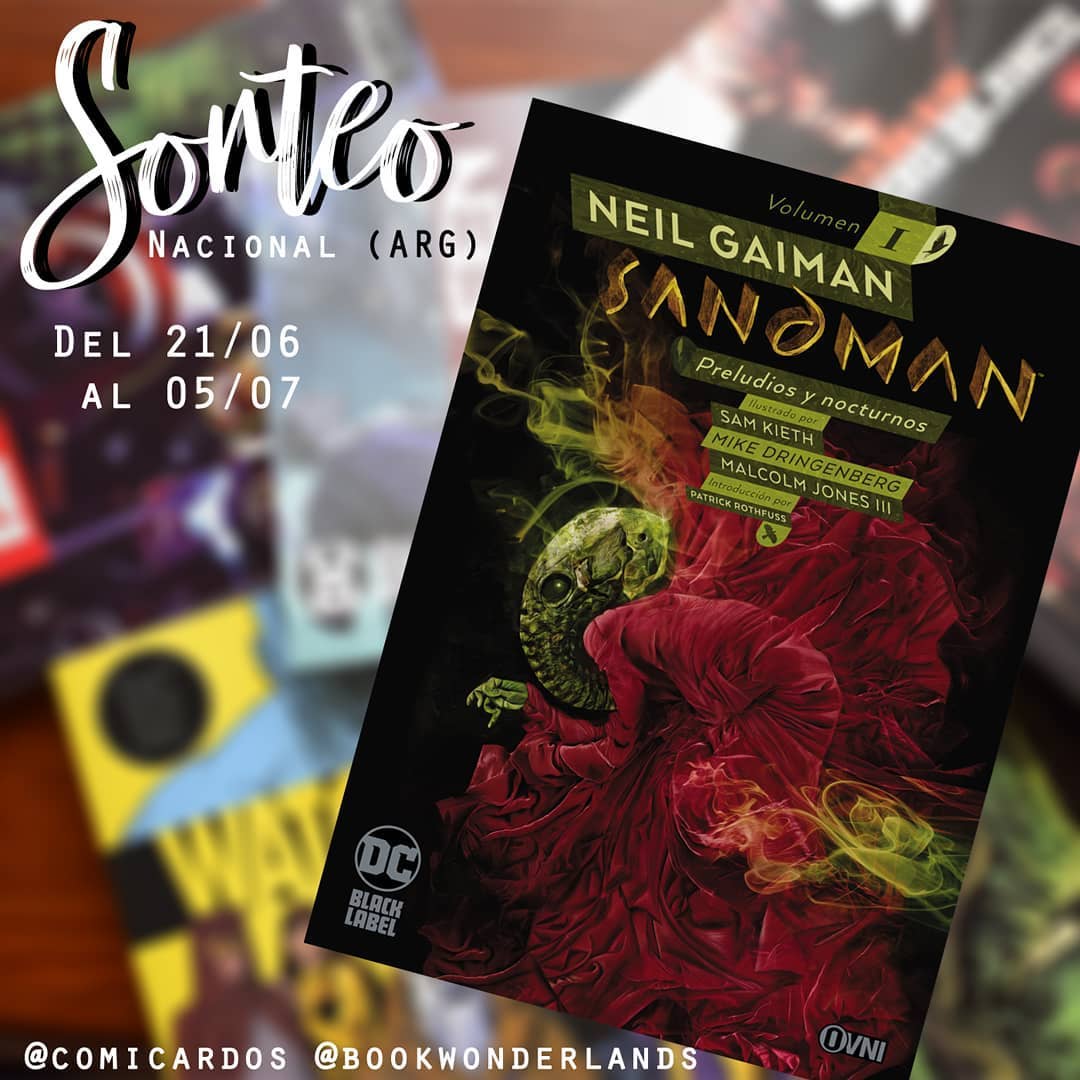 Sorteo
Nacional (ARG)
Del 21/06
al 05/07
Volumen I
NEIL GAIMAN
SANDMAN
Preludios y nocturnos
Ilustrado por
SAM KIETH
MIKE DRINGENBERG
MALCOLM JONES III
Introducción por
PATRICK ROTHFUSS
DC
BLACK
LABEL
OVNI
@comicardos @bookwonderlands